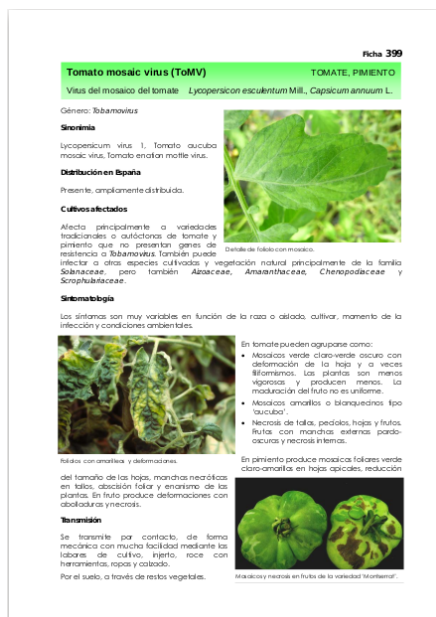 Ficha 399
Tomato mosaic virus (ToMV) TOMATE, PIMIENTO
Virus del mosaico del tomate Lycopersicon esculentum Mill., Capsicum annuum L.
Género: Tobamovirus
Sinonimia
Lycopersicum virus 1, Tomato aucuba
mosaic virus, Tomato enation mottle virus.
Distribución en España
Presente, ampliamente distribuida.
Cultivos afectados
Afecta principalmente a variedades
tradicionales o autóctonas de tomate y
pimiento que no presentan genes de
resistencia a Tobamovirus. También puede
infectar a otras especies cultivadas y vegetación natural principalmente de la familia
Solanaceae, pero también Aizoaceae, Amaranthaceae, Chenopodiaceae y
Scrophulariaceae.
Detalle de foliolo con mosaico.
Sintomatología
Los síntomas son muy variables en función de la raza o aislado, cultivar, momento de la
infección y condiciones ambientales.
En tomate pueden agruparse como:
• Mosaicos verde claro-verde oscuro con
deformación de la hoja y a veces
filiformismos. Las plantas son menos
vigorosas y producen menos. La
maduración del fruto no es uniforme.
• Mosaicos amarillos o blanquecinos tipo
'aucuba'.
• Necrosis de tallos, pecíolos, hojas y frutos.
Frutos con manchas externas pardo-
oscuras y necrosis internas.
Foliolos con amarilleos y deformaciones.
En pimiento produce mosaicos foliares verde
claro-amarillos en hojas apicales, reducción
del tamaño de las hojas, manchas necróticas
en tallos, abscisión foliar y enanismo de las
plantas. En fruto produce deformaciones con
abolladuras y necrosis.
Transmisión
Se transmite por contacto, de forma
mecánica con mucha facilidad mediante las
labores de cultivo, injerto, roce con
herramientas, ropas y calzado.
Por el suelo, a través de restos vegetales.
Mosaicos y necrosis en frutos de la variedad 'Montserrat'.